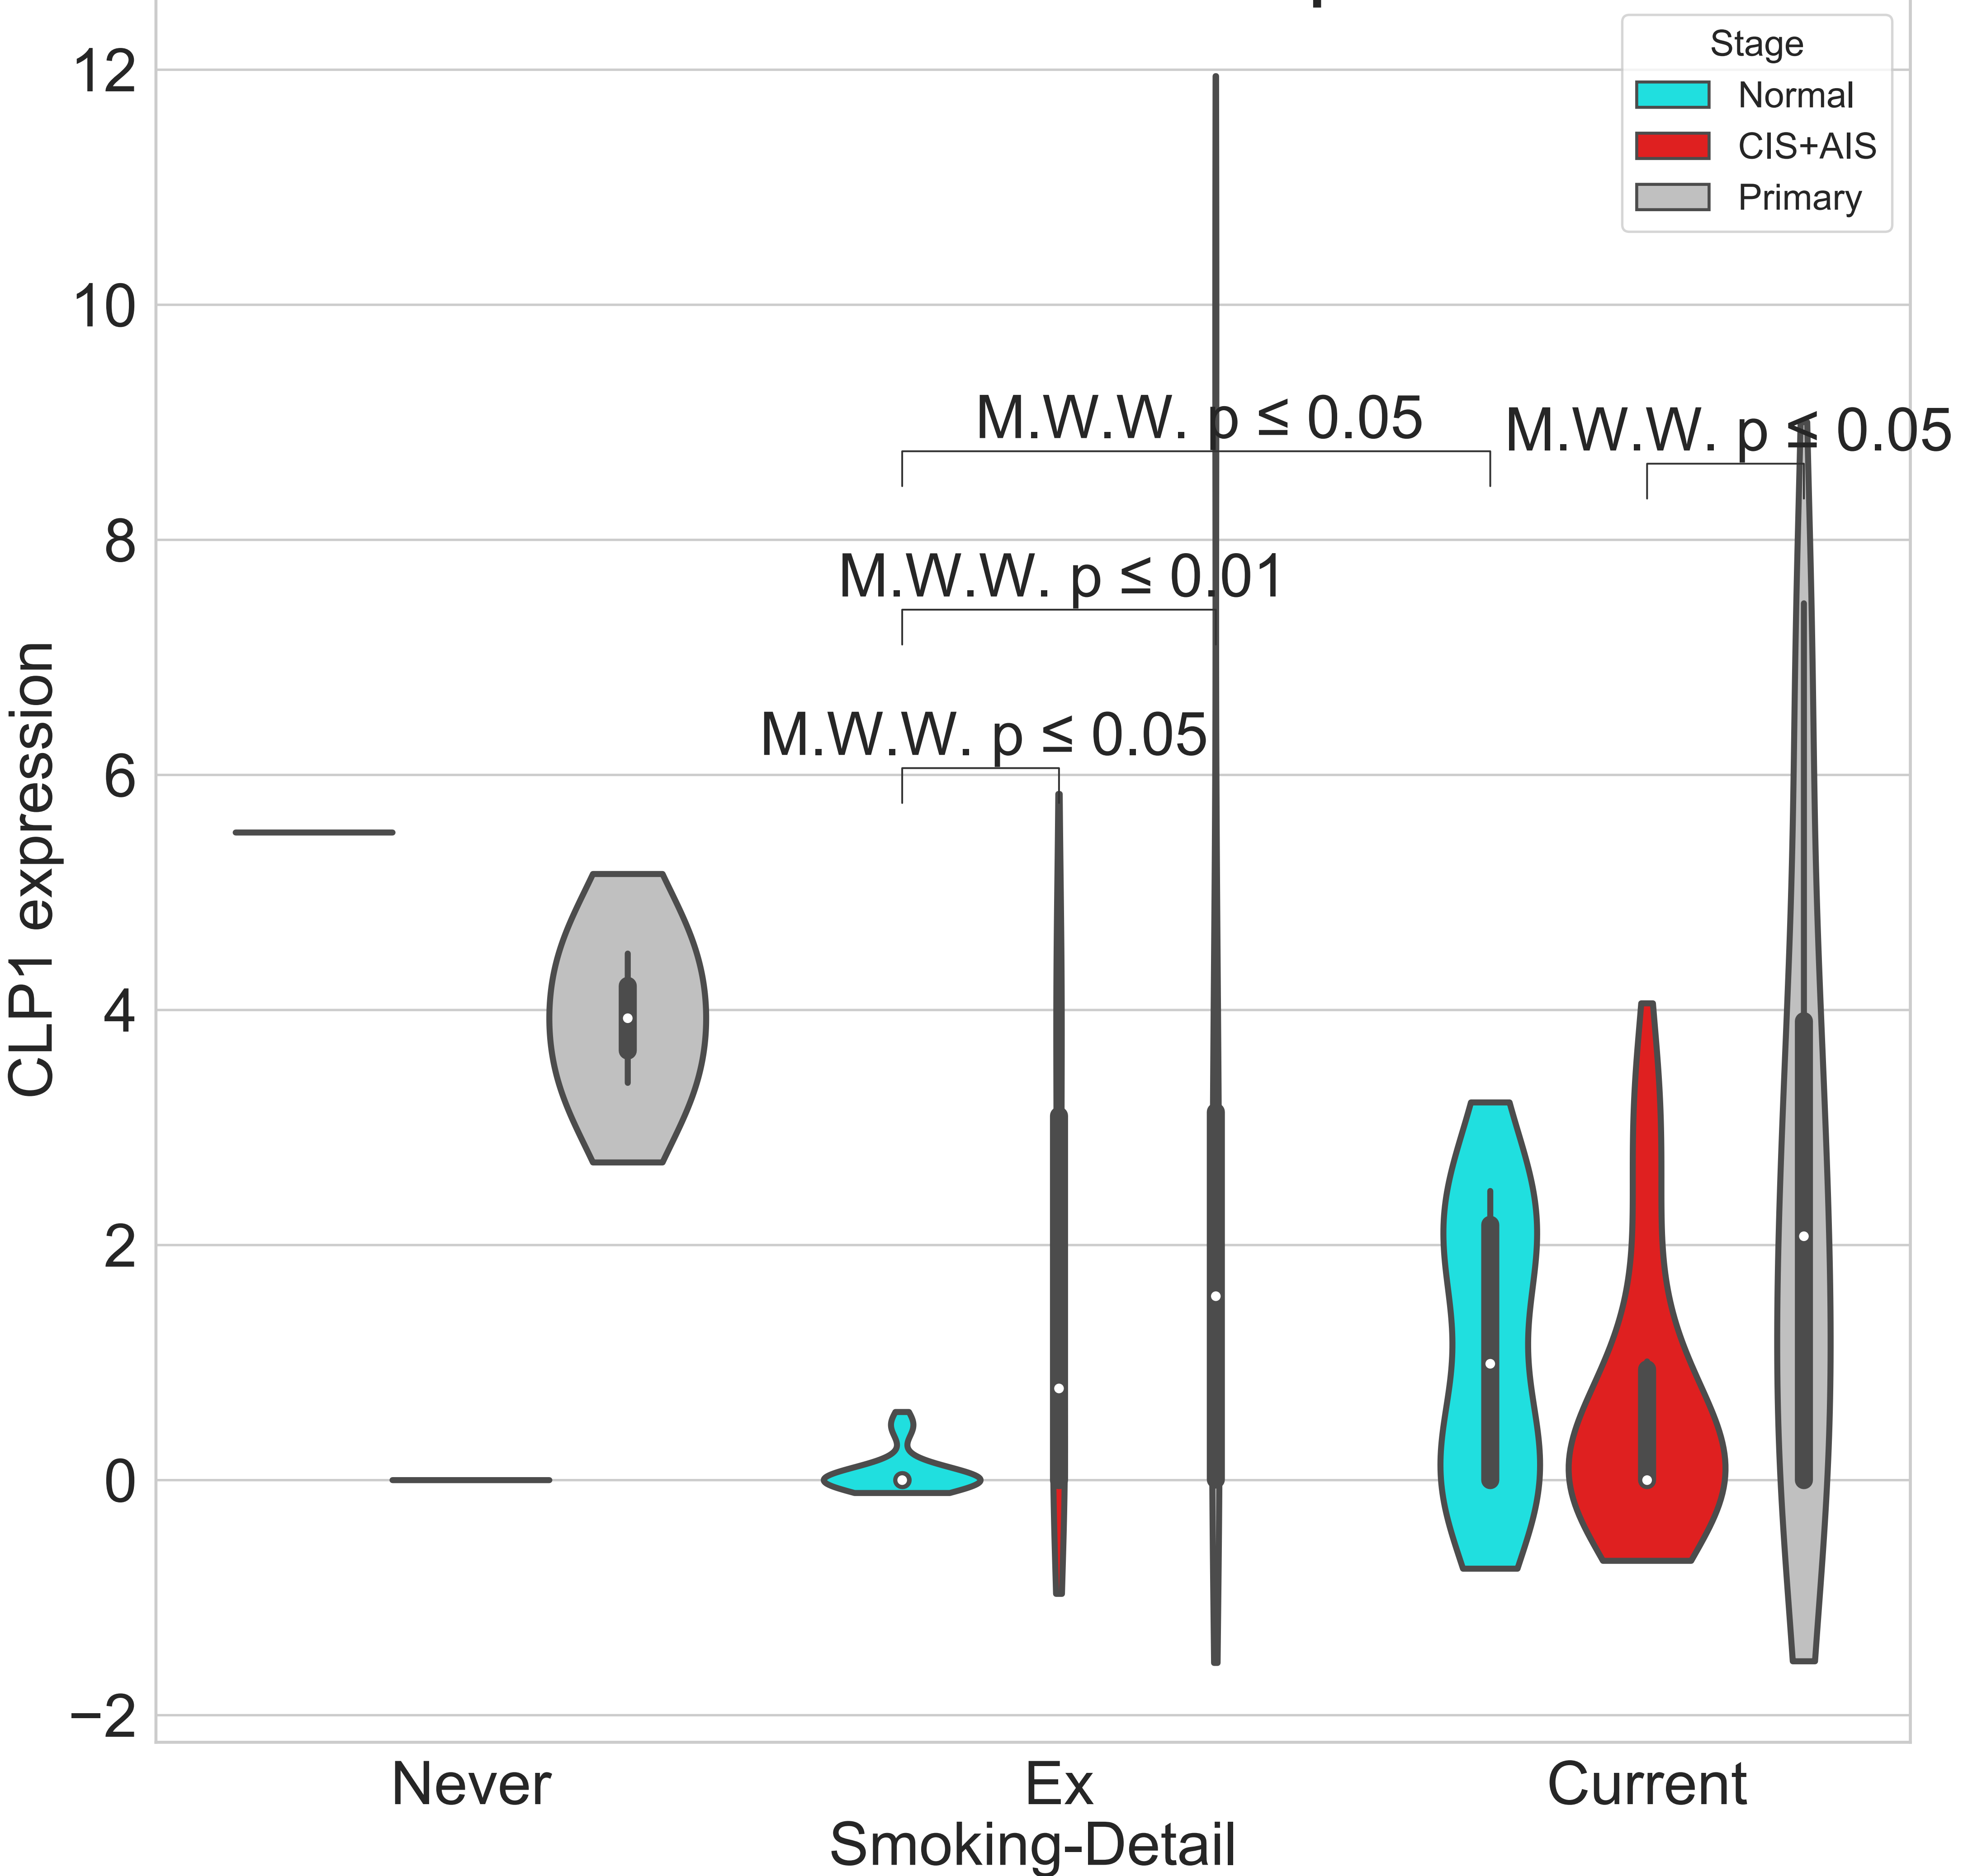 12
10
8
6
4
2
0
−2
CLP1 expression
Stage
Normal
CIS+AIS
Primary
M.W.W. p ≤ 0.05
M.W.W. p ≤ 0.05
M.W.W. p ≤ 0.01
M.W.W. p ≤ 0.05
Never
Ex
Current
Smoking-Detail